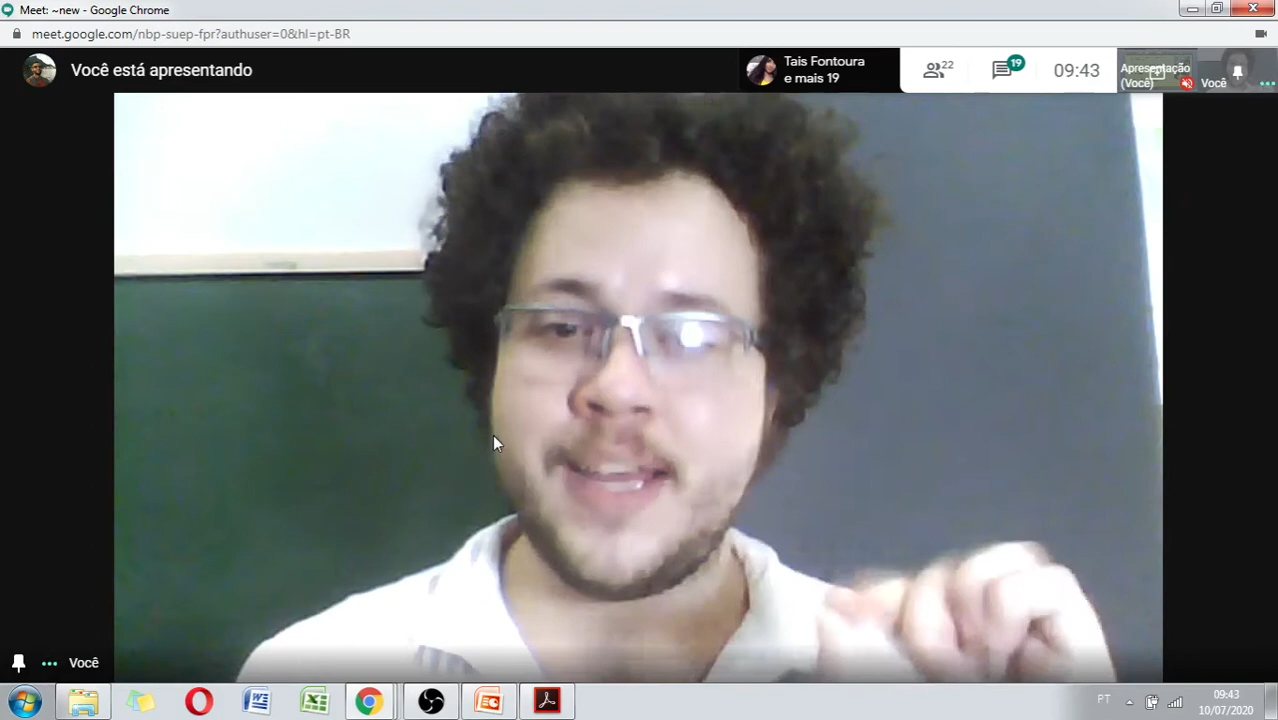 Meet: ~new - Google Chrome
meet.google.com/nbp-suep-fpr?authuser=0&hl=pt-BR
Você está apresentando
Tais Fontoura
e mais 19
22
19
09:43
Apresentação
(Você)
Você
Você
PT
09:43
10/07/2020